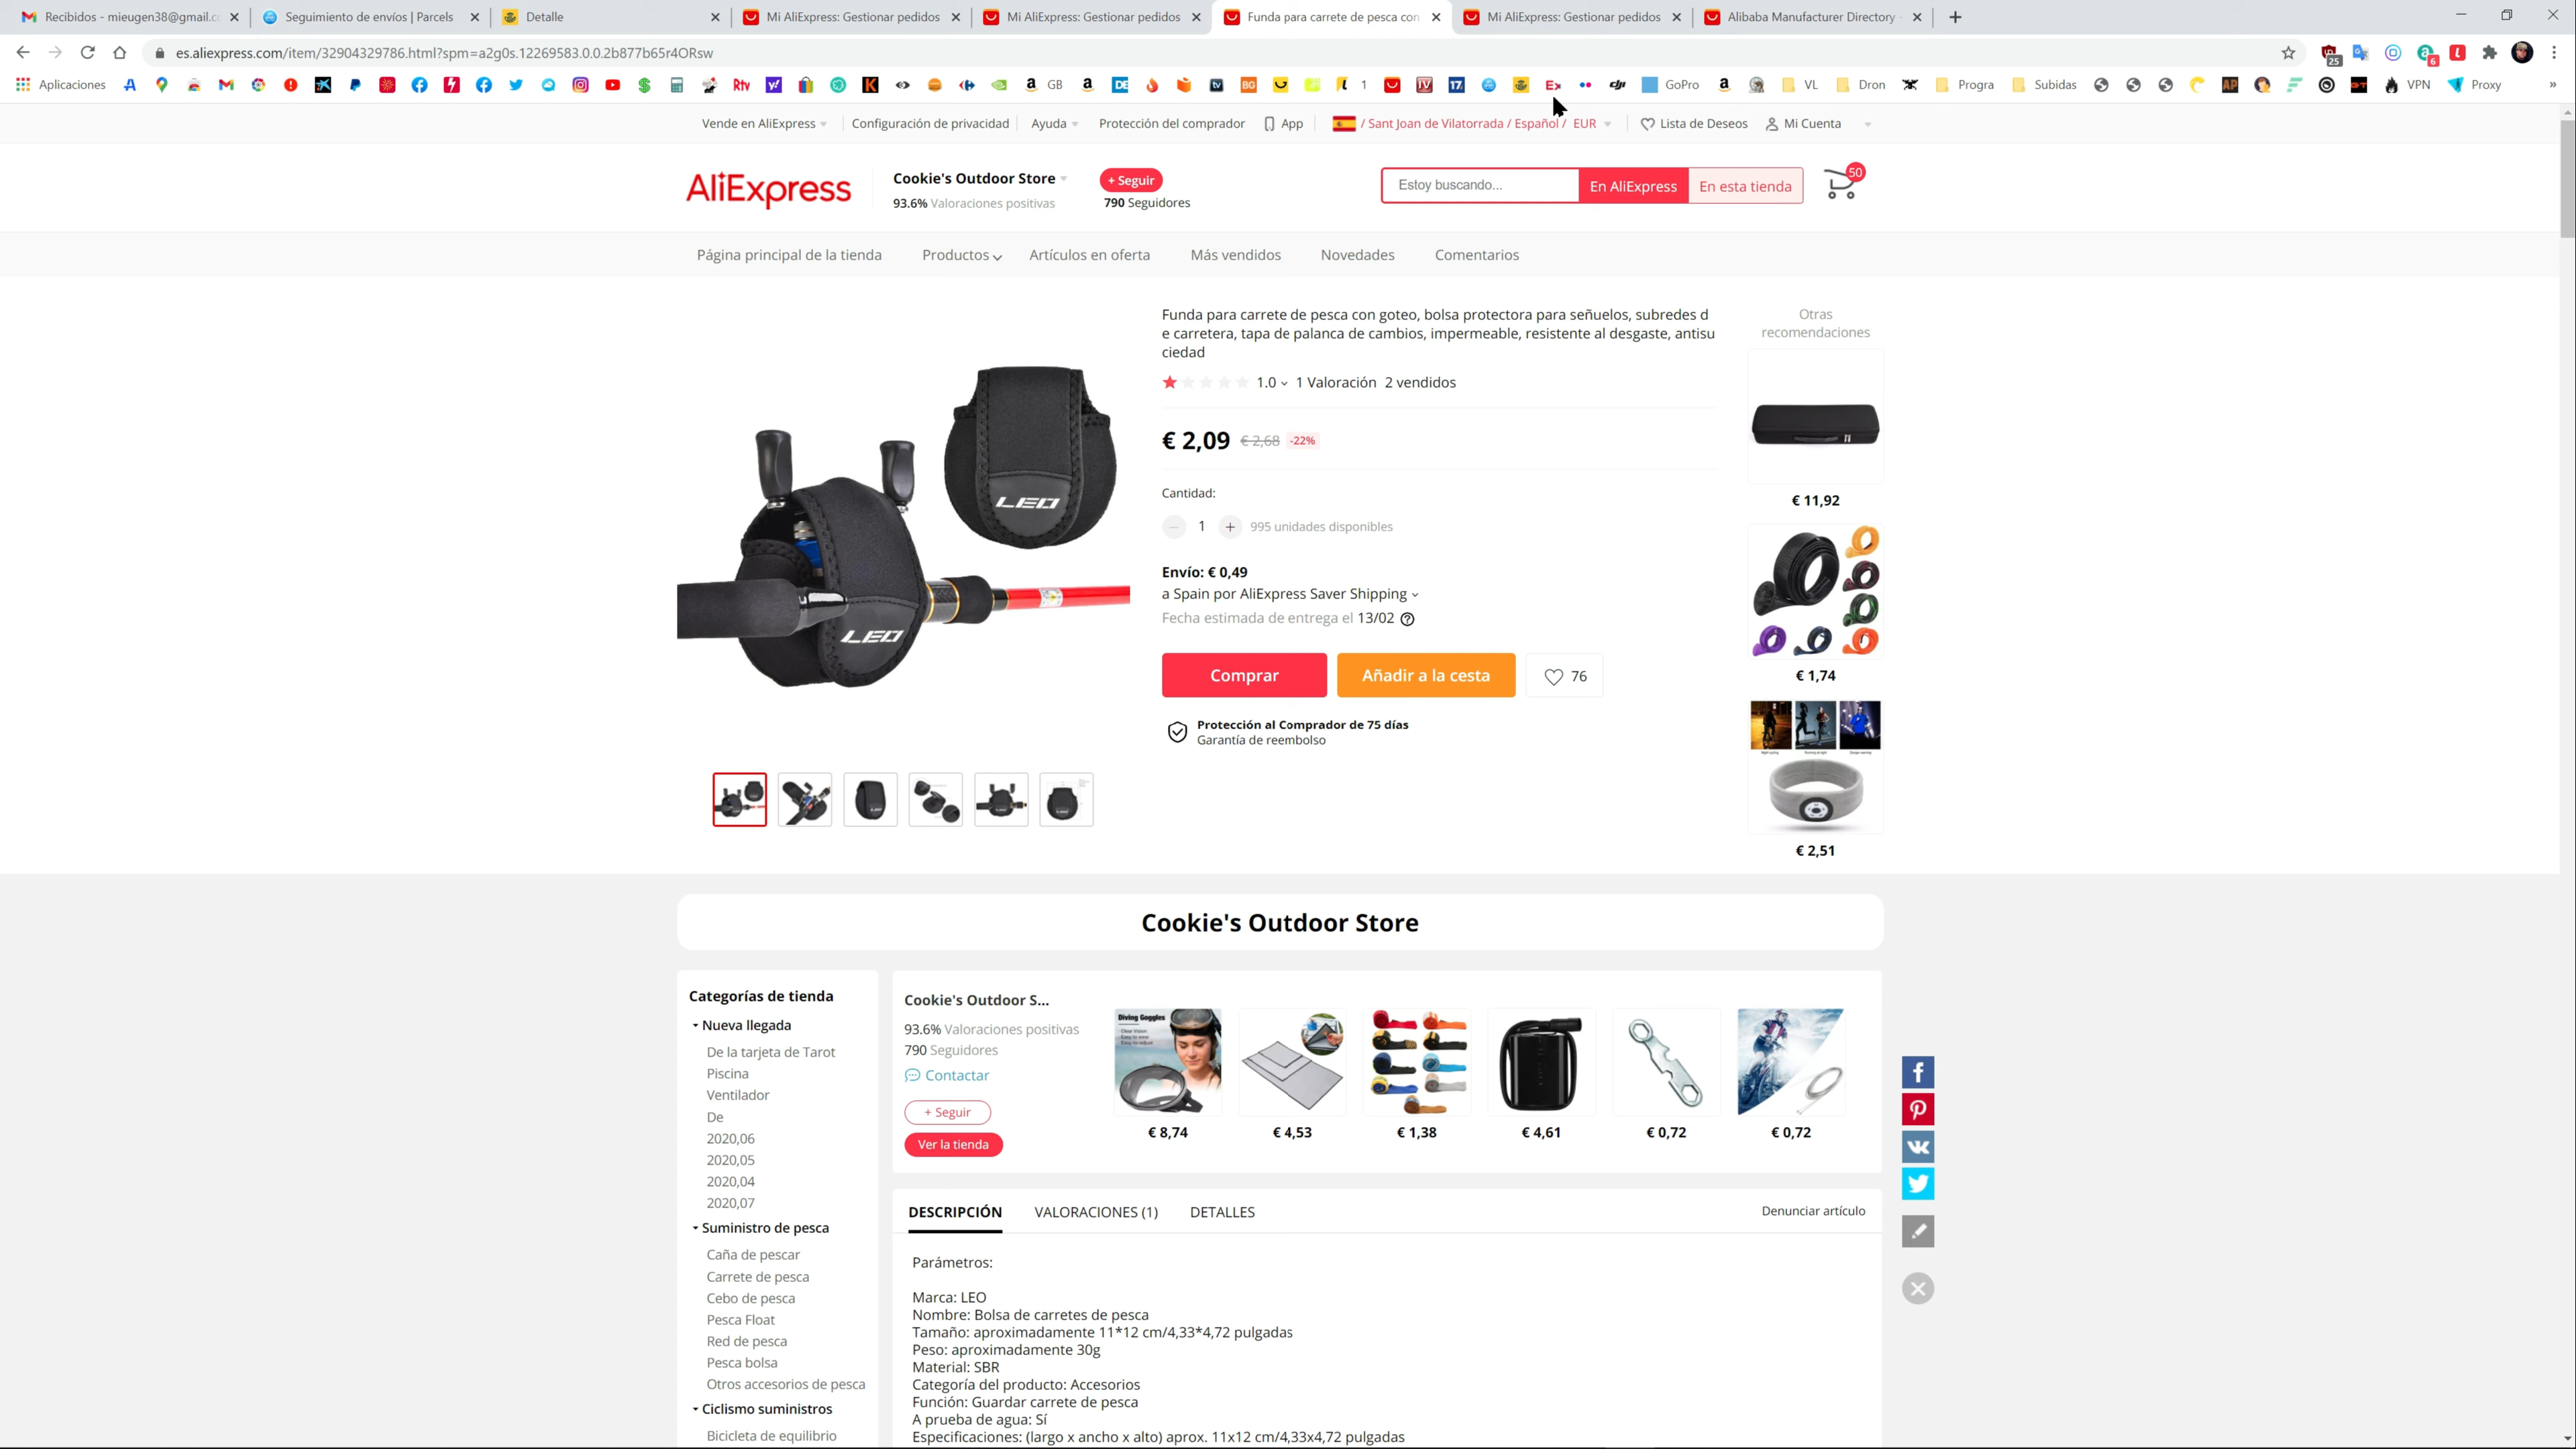 Recibidos - mieugen38@gmail.c
Seguimiento de envíos | Parcels
Detalle
Mi AliExpress: Gestionar pedidos
Mi AliExpress: Gestionar pedidos
Funda para carrete de pesca con
Mi AliExpress: Gestionar pedidos
Alibaba Manufacturer Directory
es.aliexpress.com/item/32904329786.html?spm=a2g0s.12269583.0.0.2b877b65r4ORsw
25
6
Aplicaciones
GB
1
GoPro
VL
Dron
Progra
Subidas
VPN
Proxy
»
Vende en AliExpress
Configuración de privacidad
Ayuda
Protección del comprador
App
/ Sant Joan de Vilatorrada / Español / EUR
Lista de Deseos
Mi Cuenta
AliExpress
Cookie's Outdoor Store
93.6% Valoraciones positivas
+ Seguir
790 Seguidores
Estoy buscando...
En AliExpress
En esta tienda
50
Página principal de la tienda
Productos
Artículos en oferta
Más vendidos
Novedades
Comentarios
Funda para carrete de pesca con goteo, bolsa protectora para señuelos, subredes d
e carretera, tapa de palanca de cambios, impermeable, resistente al desgaste, antisu
ciedad
1.0 1 Valoración 2 vendidos
€ 2,09 € 2,68 -22%
Cantidad:
1 + 995 unidades disponibles
Envío: € 0,49
a Spain por AliExpress Saver Shipping
Fecha estimada de entrega el 13/02
Comprar
Añadir a la cesta
76
Protección al Comprador de 75 días
Garantía de reembolso
LEO
LEO
Otras
recomendaciones
€ 11,92
€ 1,74
€ 2,51
Cookie's Outdoor Store
Categorías de tienda
Nueva llegada
De la tarjeta de Tarot
Piscina
Ventilador
De
2020,06
2020,05
2020,04
2020,07
Suministro de pesca
Caña de pescar
Carrete de pesca
Cebo de pesca
Pesca Float
Red de pesca
Pesca bolsa
Otros accesorios de pesca
Ciclismo suministros
Bicicleta de equilibrio
Cookie's Outdoor S...
93.6% Valoraciones positivas
790 Seguidores
Contactar
+ Seguir
Ver la tienda
Diving Goggles
€ 8,74
€ 4,53
€ 1,38
€ 4,61
€ 0,72
€ 0,72
DESCRIPCIÓN
VALORACIONES (1)
DETALLES
Denunciar artículo
Parámetros:
Marca: LEO
Nombre: Bolsa de carretes de pesca
Tamaño: aproximadamente 11*12 cm/4,33*4,72 pulgadas
Peso: aproximadamente 30g
Material: SBR
Categoría del producto: Accesorios
Función: Guardar carrete de pesca
A prueba de agua: Sí
Especificaciones: (largo x ancho x alto) aprox. 11x12 cm/4,33x4,72 pulgadas